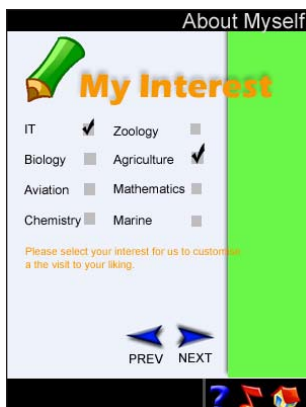 About Myself
My Interest
IT Zoology
Biology Agriculture
Aviation Mathematics
Chemistry Marine
Please select your interest for us to customise
a the visit to your liking.
PREV NEXT
?